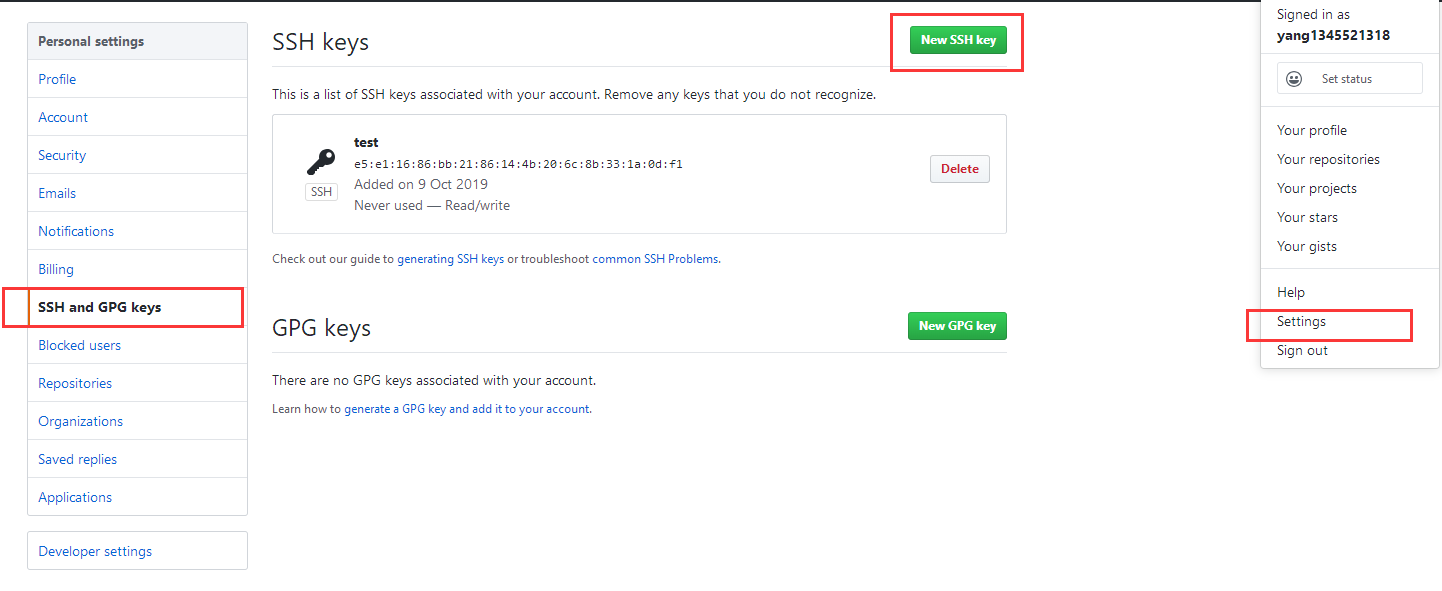 Personal settings
Profile
Account
Security
Emails
Notifications
Billing
SSH and GPG keys
Blocked users
Repositories
Organizations
Saved replies
Applications
Developer settings
SSH keys
New SSH key
This is a list of SSH keys associated with your account. Remove any keys that you do not recognize.
test
e5:e1:16:86:bb:21:86:14:4b:20:6c:8b:33:1a:0d:f1
SSH
Added on 9 Oct 2019
Never used — Read/write
Delete
Check out our guide to generating SSH keys or troubleshoot common SSH Problems.
GPG keys
New GPG key
There are no GPG keys associated with your account.
Learn how to generate a GPG key and add it to your account.
Signed in as
yang1345521318
Set status
Your profile
Your repositories
Your projects
Your stars
Your gists
Help
Settings
Sign out